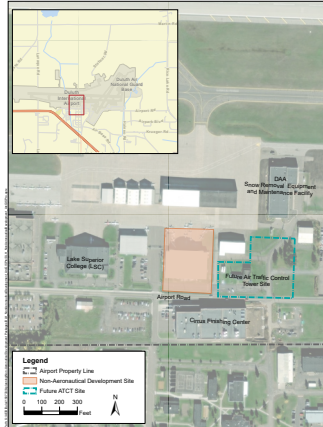 Duluth Air
National Guard
Base
Duluth
International
Airport
DAA
Snow Removal Equipment
and Maintenance Facility
Lake Superior
College (LSC)
Future Air Traffic Control
Tower Site
Airport Road
Cirrus Finishing Center
Legend
Airport Property Line
Non-Aeronautical Development Site
Future ATCT Site
0 100 200 300
Feet
N